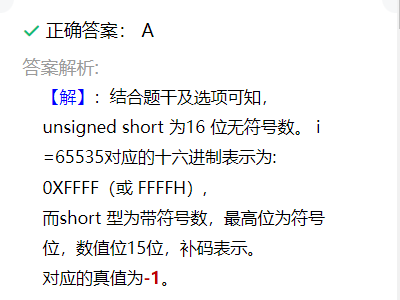 正确答案： A
答案解析:
【解】：结合题干及选项可知，
unsigned short 为16 位无符号数。 i
=65535对应的十六进制表示为:
0XFFFF（或 FFFFH）,
而short 型为带符号数，最高位为符号
位，数值位15位，补码表示。
对应的真值为-1。